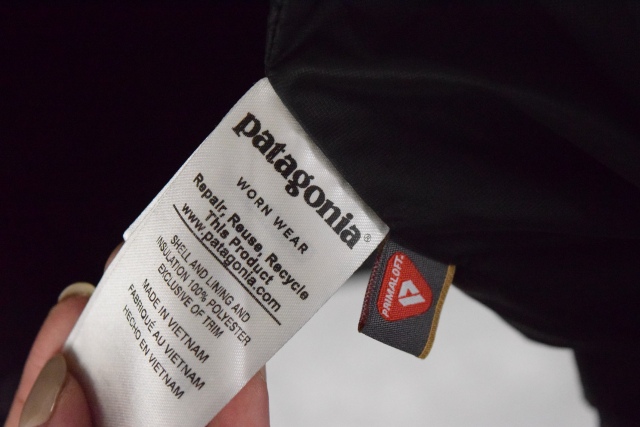 patagonia®
WORN WEAR
Repair, Reuse, Recycle
This Product
www.patagonia.com
SHELL AND LINING AND
INSULATION 100% POLYESTER
EXCLUSIVE OF TRIM
MADE IN VIETNAM
FABRIQUÉ AU VIETNAM
HECHO EN VIETNAM
PRIMALOFT